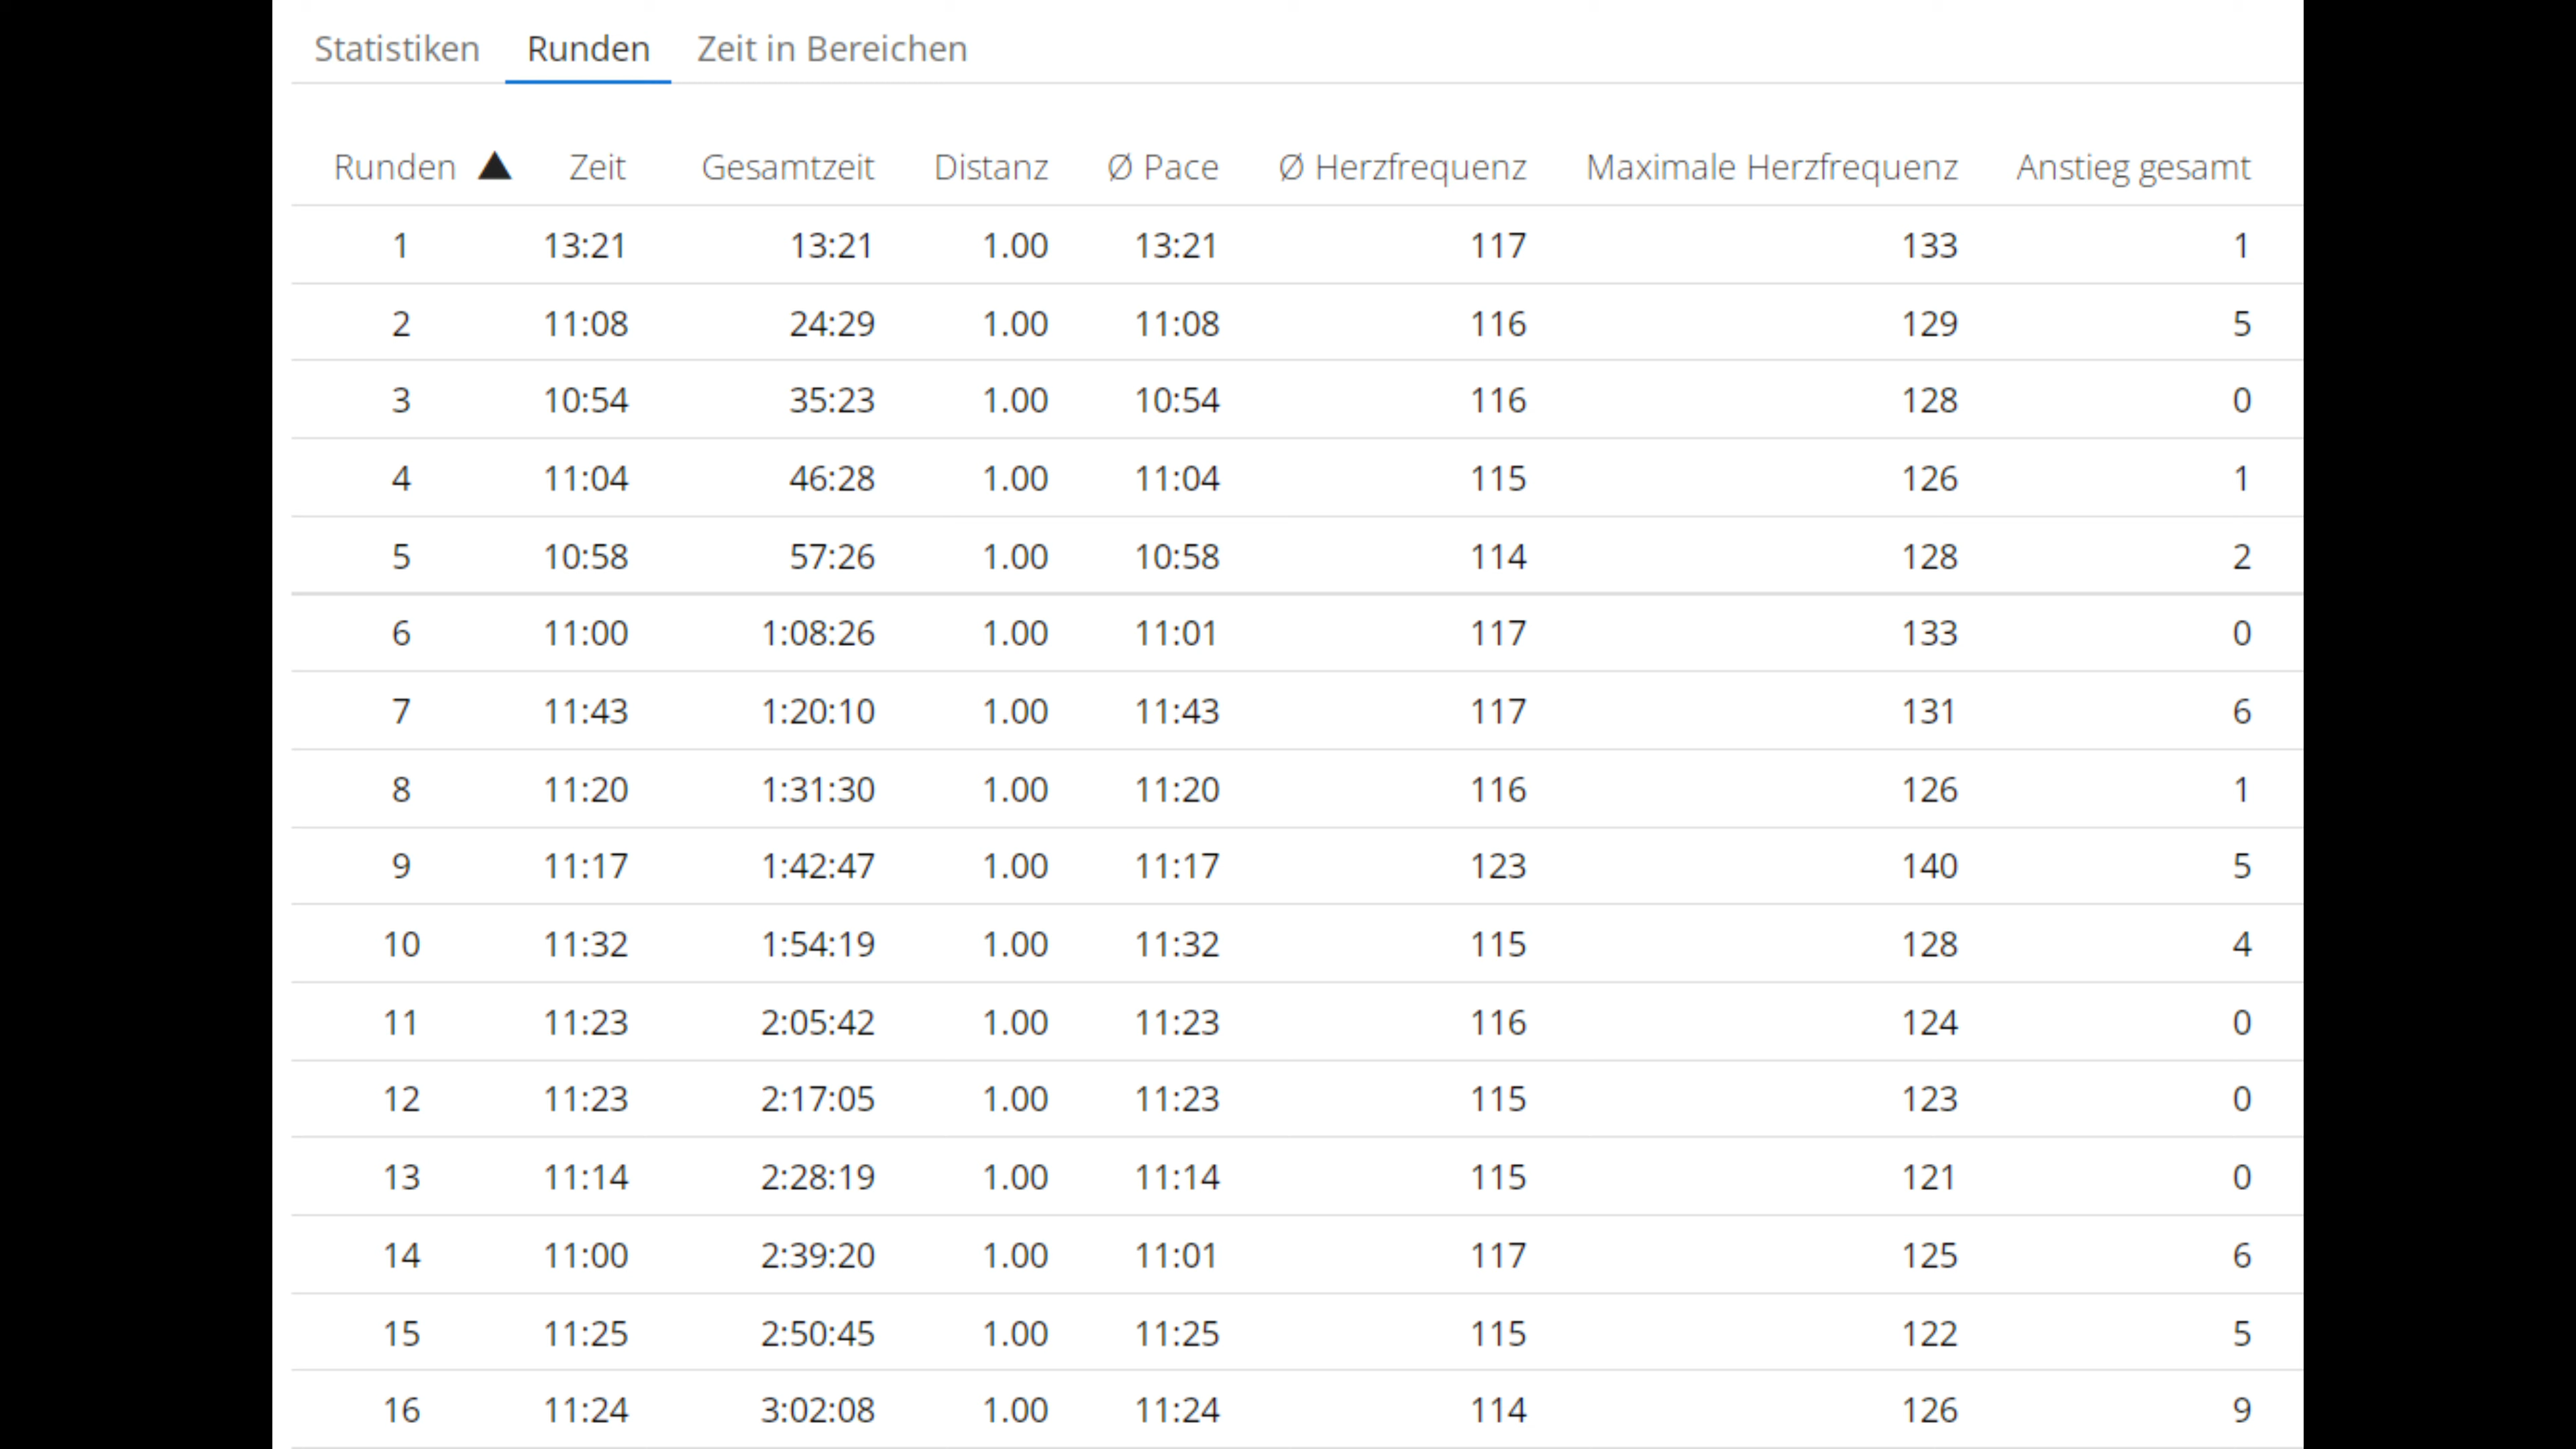 Statistiken Runden Zeit in Bereichen
Runden ▲ Zeit Gesamtzeit Distanz Ø Pace Ø Herzfrequenz Maximale Herzfrequenz Anstieg gesamt
1 13:21 13:21 1.00 13:21 117 133 1
2 11:08 24:29 1.00 11:08 116 129 5
3 10:54 35:23 1.00 10:54 116 128 0
4 11:04 46:28 1.00 11:04 115 126 1
5 10:58 57:26 1.00 10:58 114 128 2
6 11:00 1:08:26 1.00 11:01 117 133 0
7 11:43 1:20:10 1.00 11:43 117 131 6
8 11:20 1:31:30 1.00 11:20 116 126 1
9 11:17 1:42:47 1.00 11:17 123 140 5
10 11:32 1:54:19 1.00 11:32 115 128 4
11 11:23 2:05:42 1.00 11:23 116 124 0
12 11:23 2:17:05 1.00 11:23 115 123 0
13 11:14 2:28:19 1.00 11:14 115 121 0
14 11:00 2:39:20 1.00 11:01 117 125 6
15 11:25 2:50:45 1.00 11:25 115 122 5
16 11:24 3:02:08 1.00 11:24 114 126 9